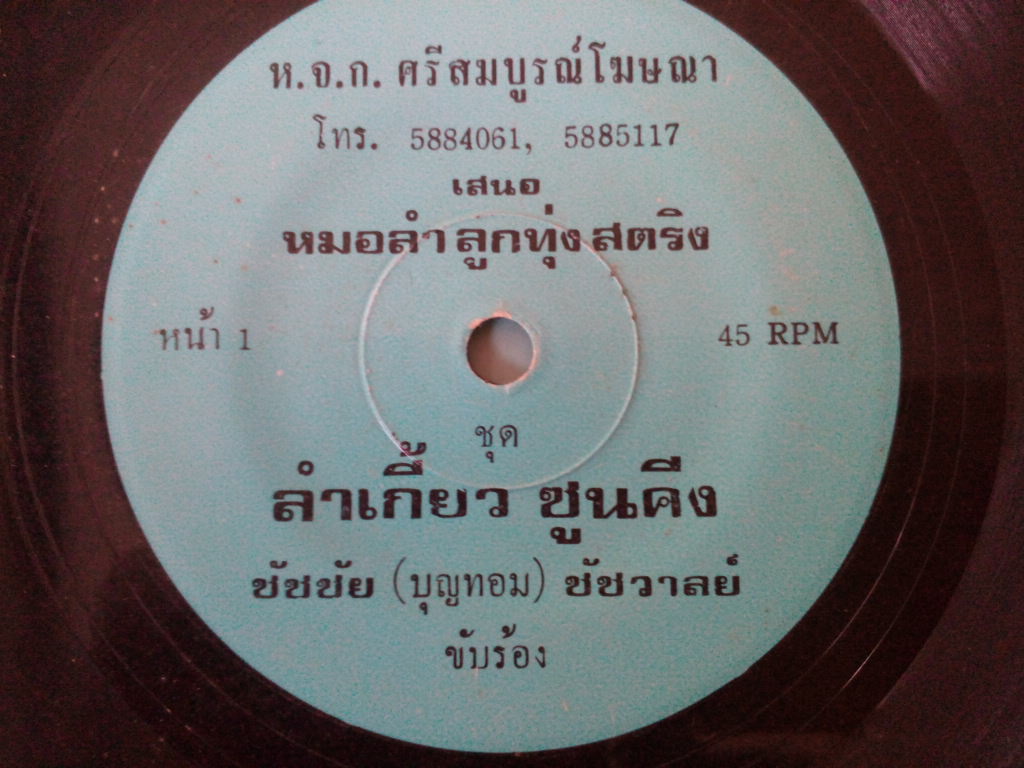 ห.จ.ก. ศรีสมบูรณ์โฆษณา
โทร. 5884061, 5885117
เสนอ
หมอลำ ลูกทุ่ง สตริง
หน้า 1 45 RPM
ชุด
ลำเกี้ยว ซูนคีง
ชัชชัย (บุญทอม) ชัชวาลย์
ขับร้อง